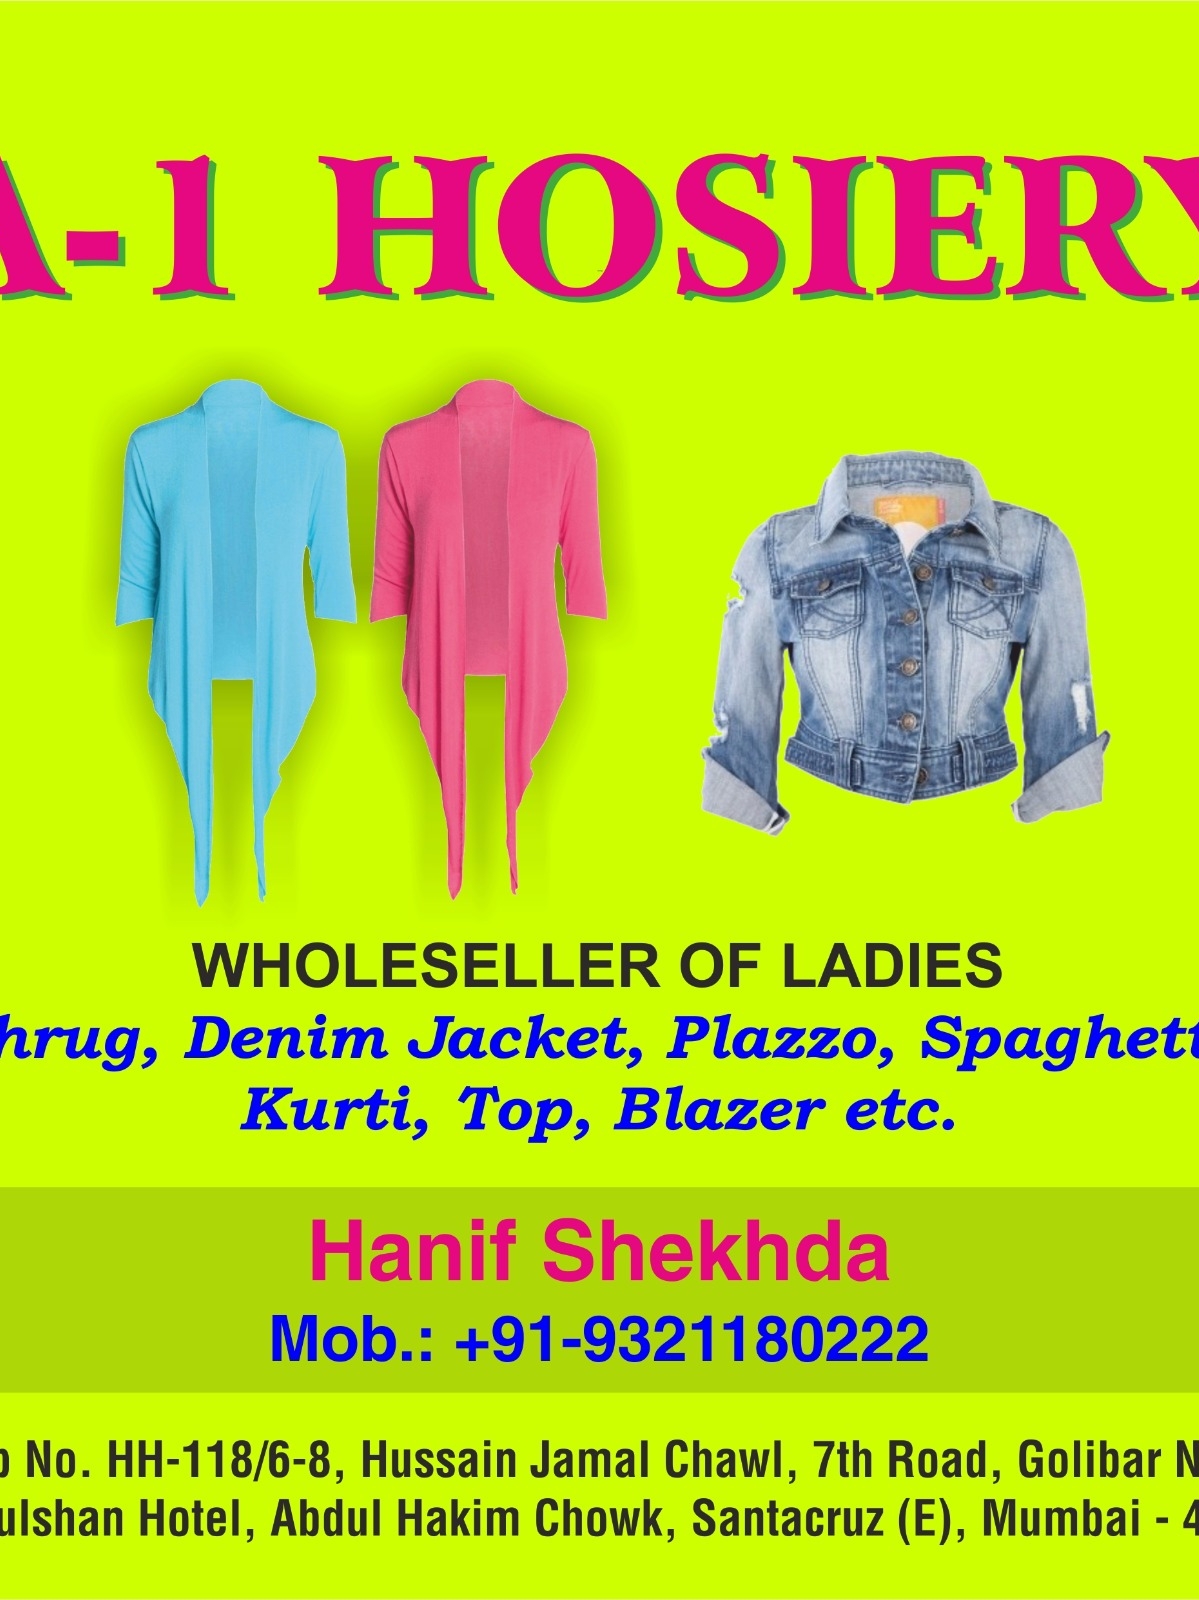 A-1 HOSIERY
WHOLESELLER OF LADIES
hrug, Denim Jacket, Plazzo, Spaghett
Kurti, Top, Blazer etc.
Hanif Shekhda
Mob.: +91-9321180222
p No. HH-118/6-8, Hussain Jamal Chawl, 7th Road, Golibar N
ulshan Hotel, Abdul Hakim Chowk, Santacruz (E), Mumbai - 4